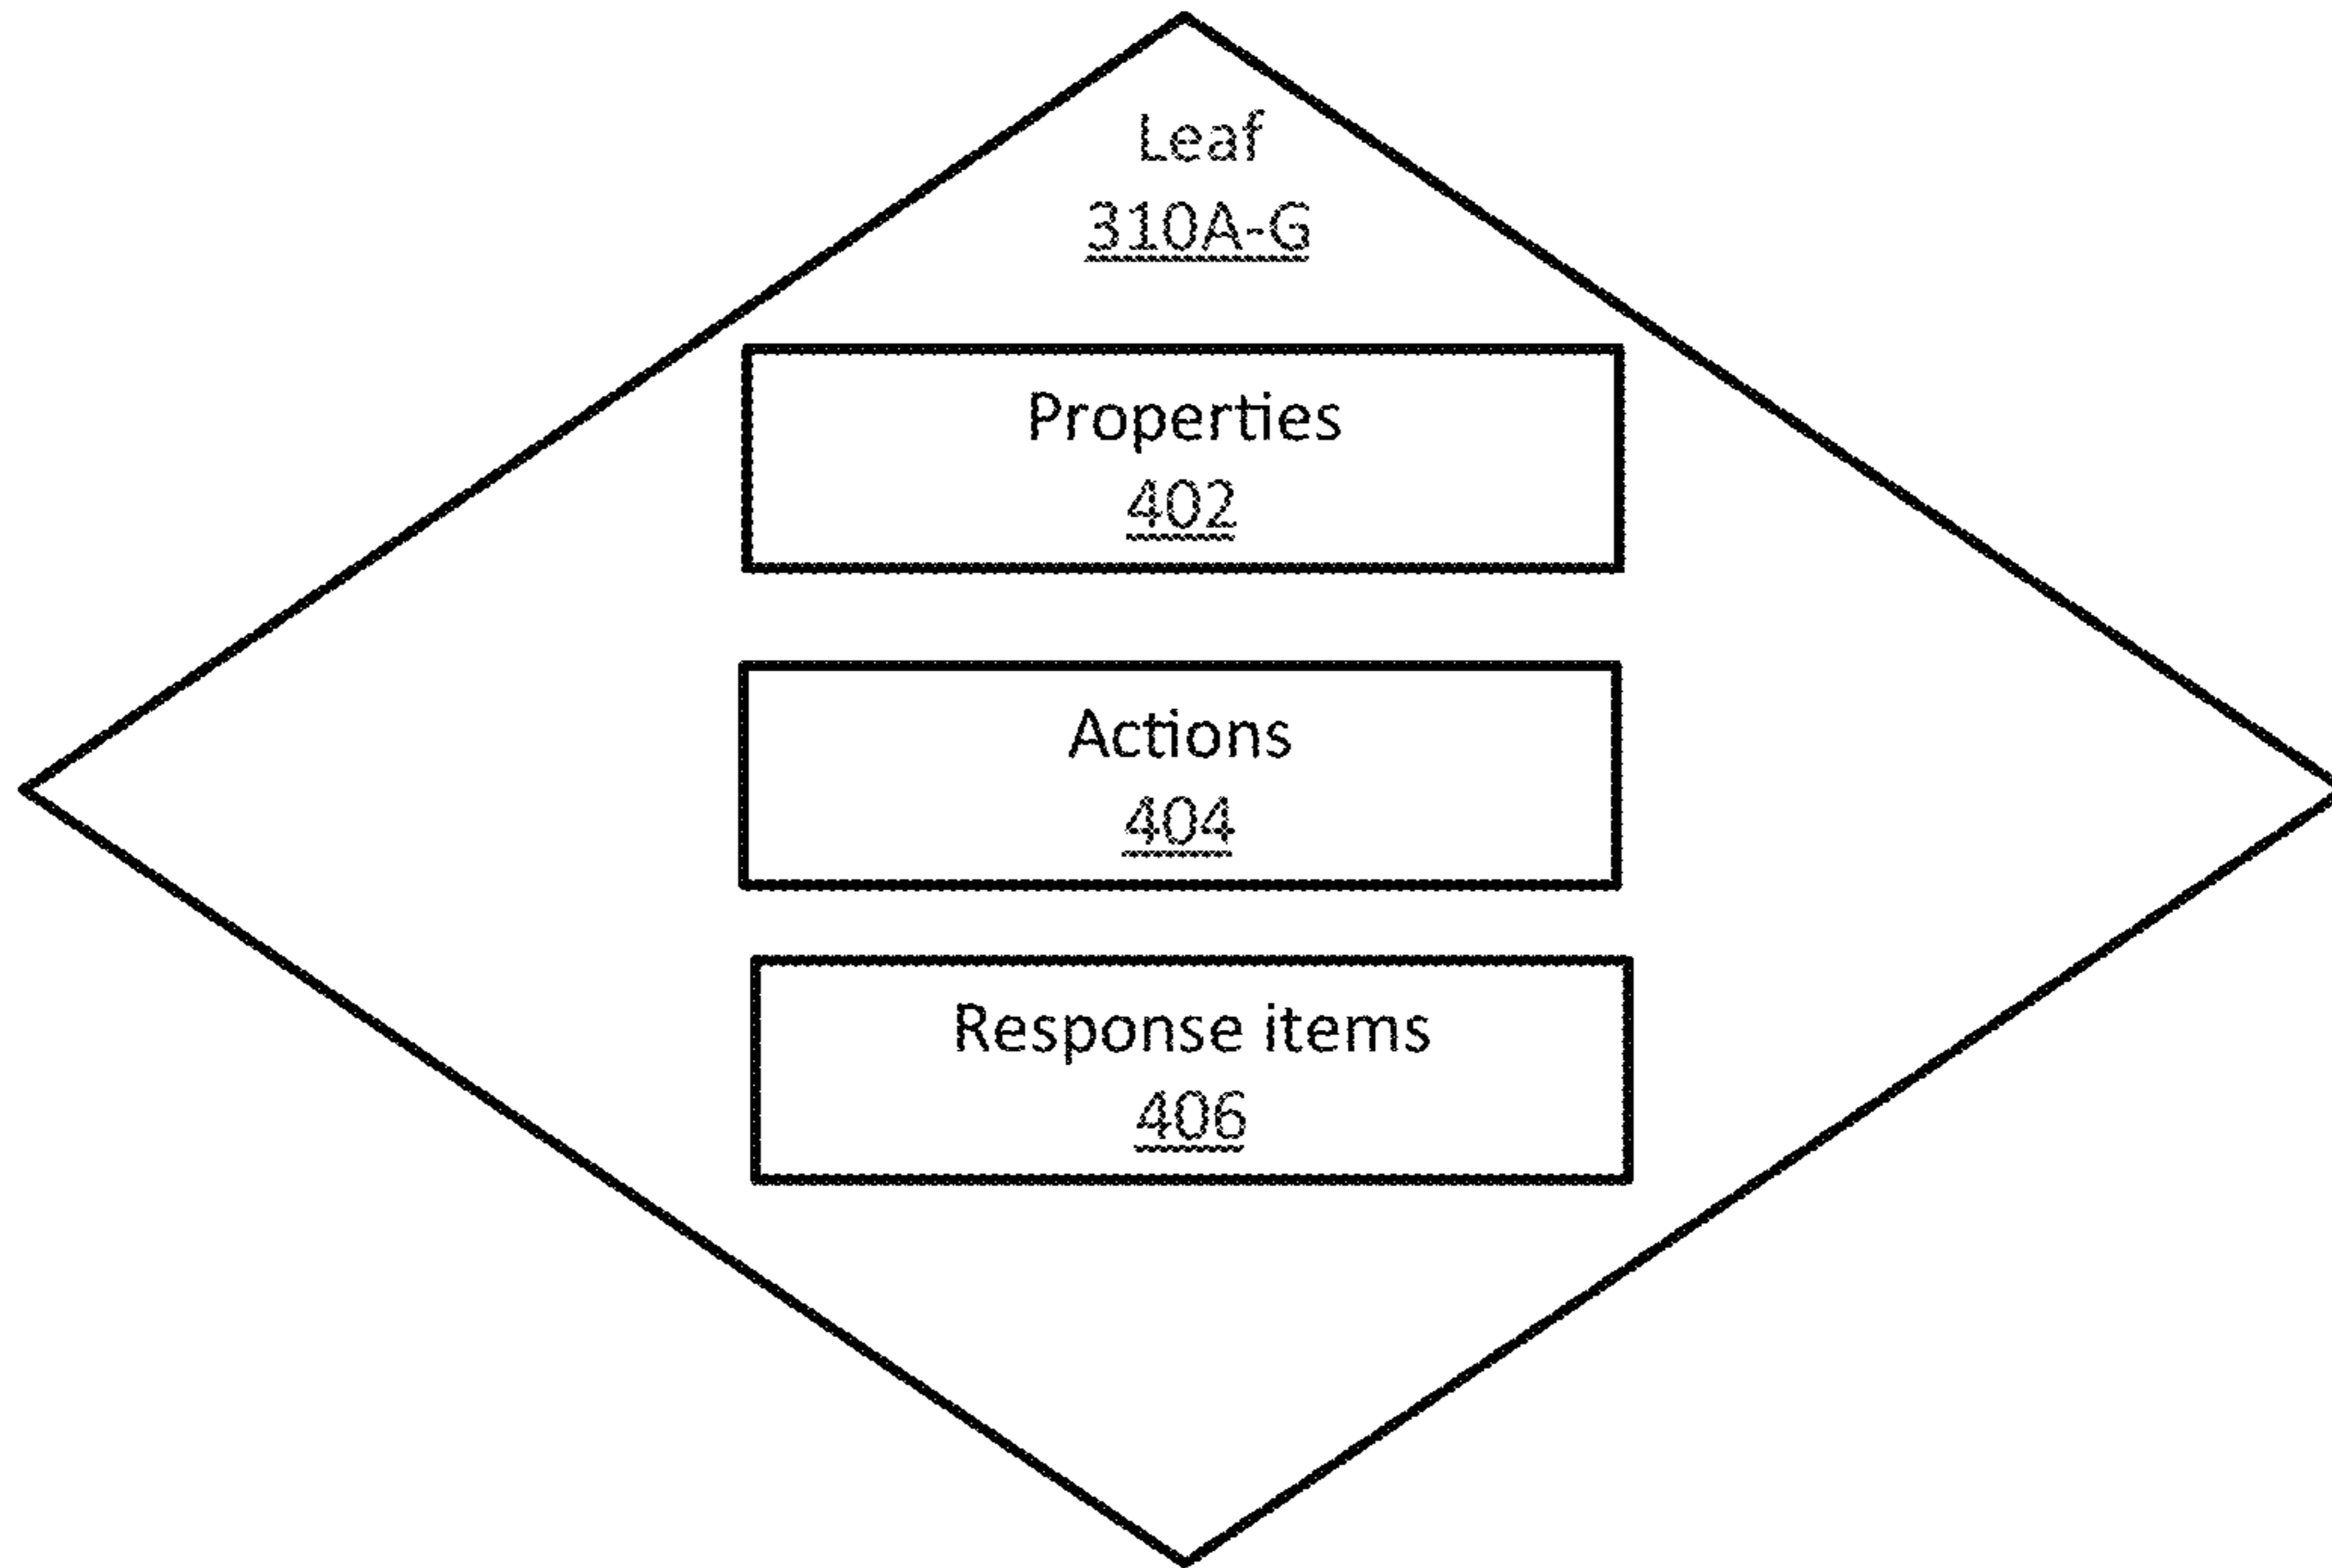 Leaf
310A-G
Properties
402
Actions
404
Response items
406